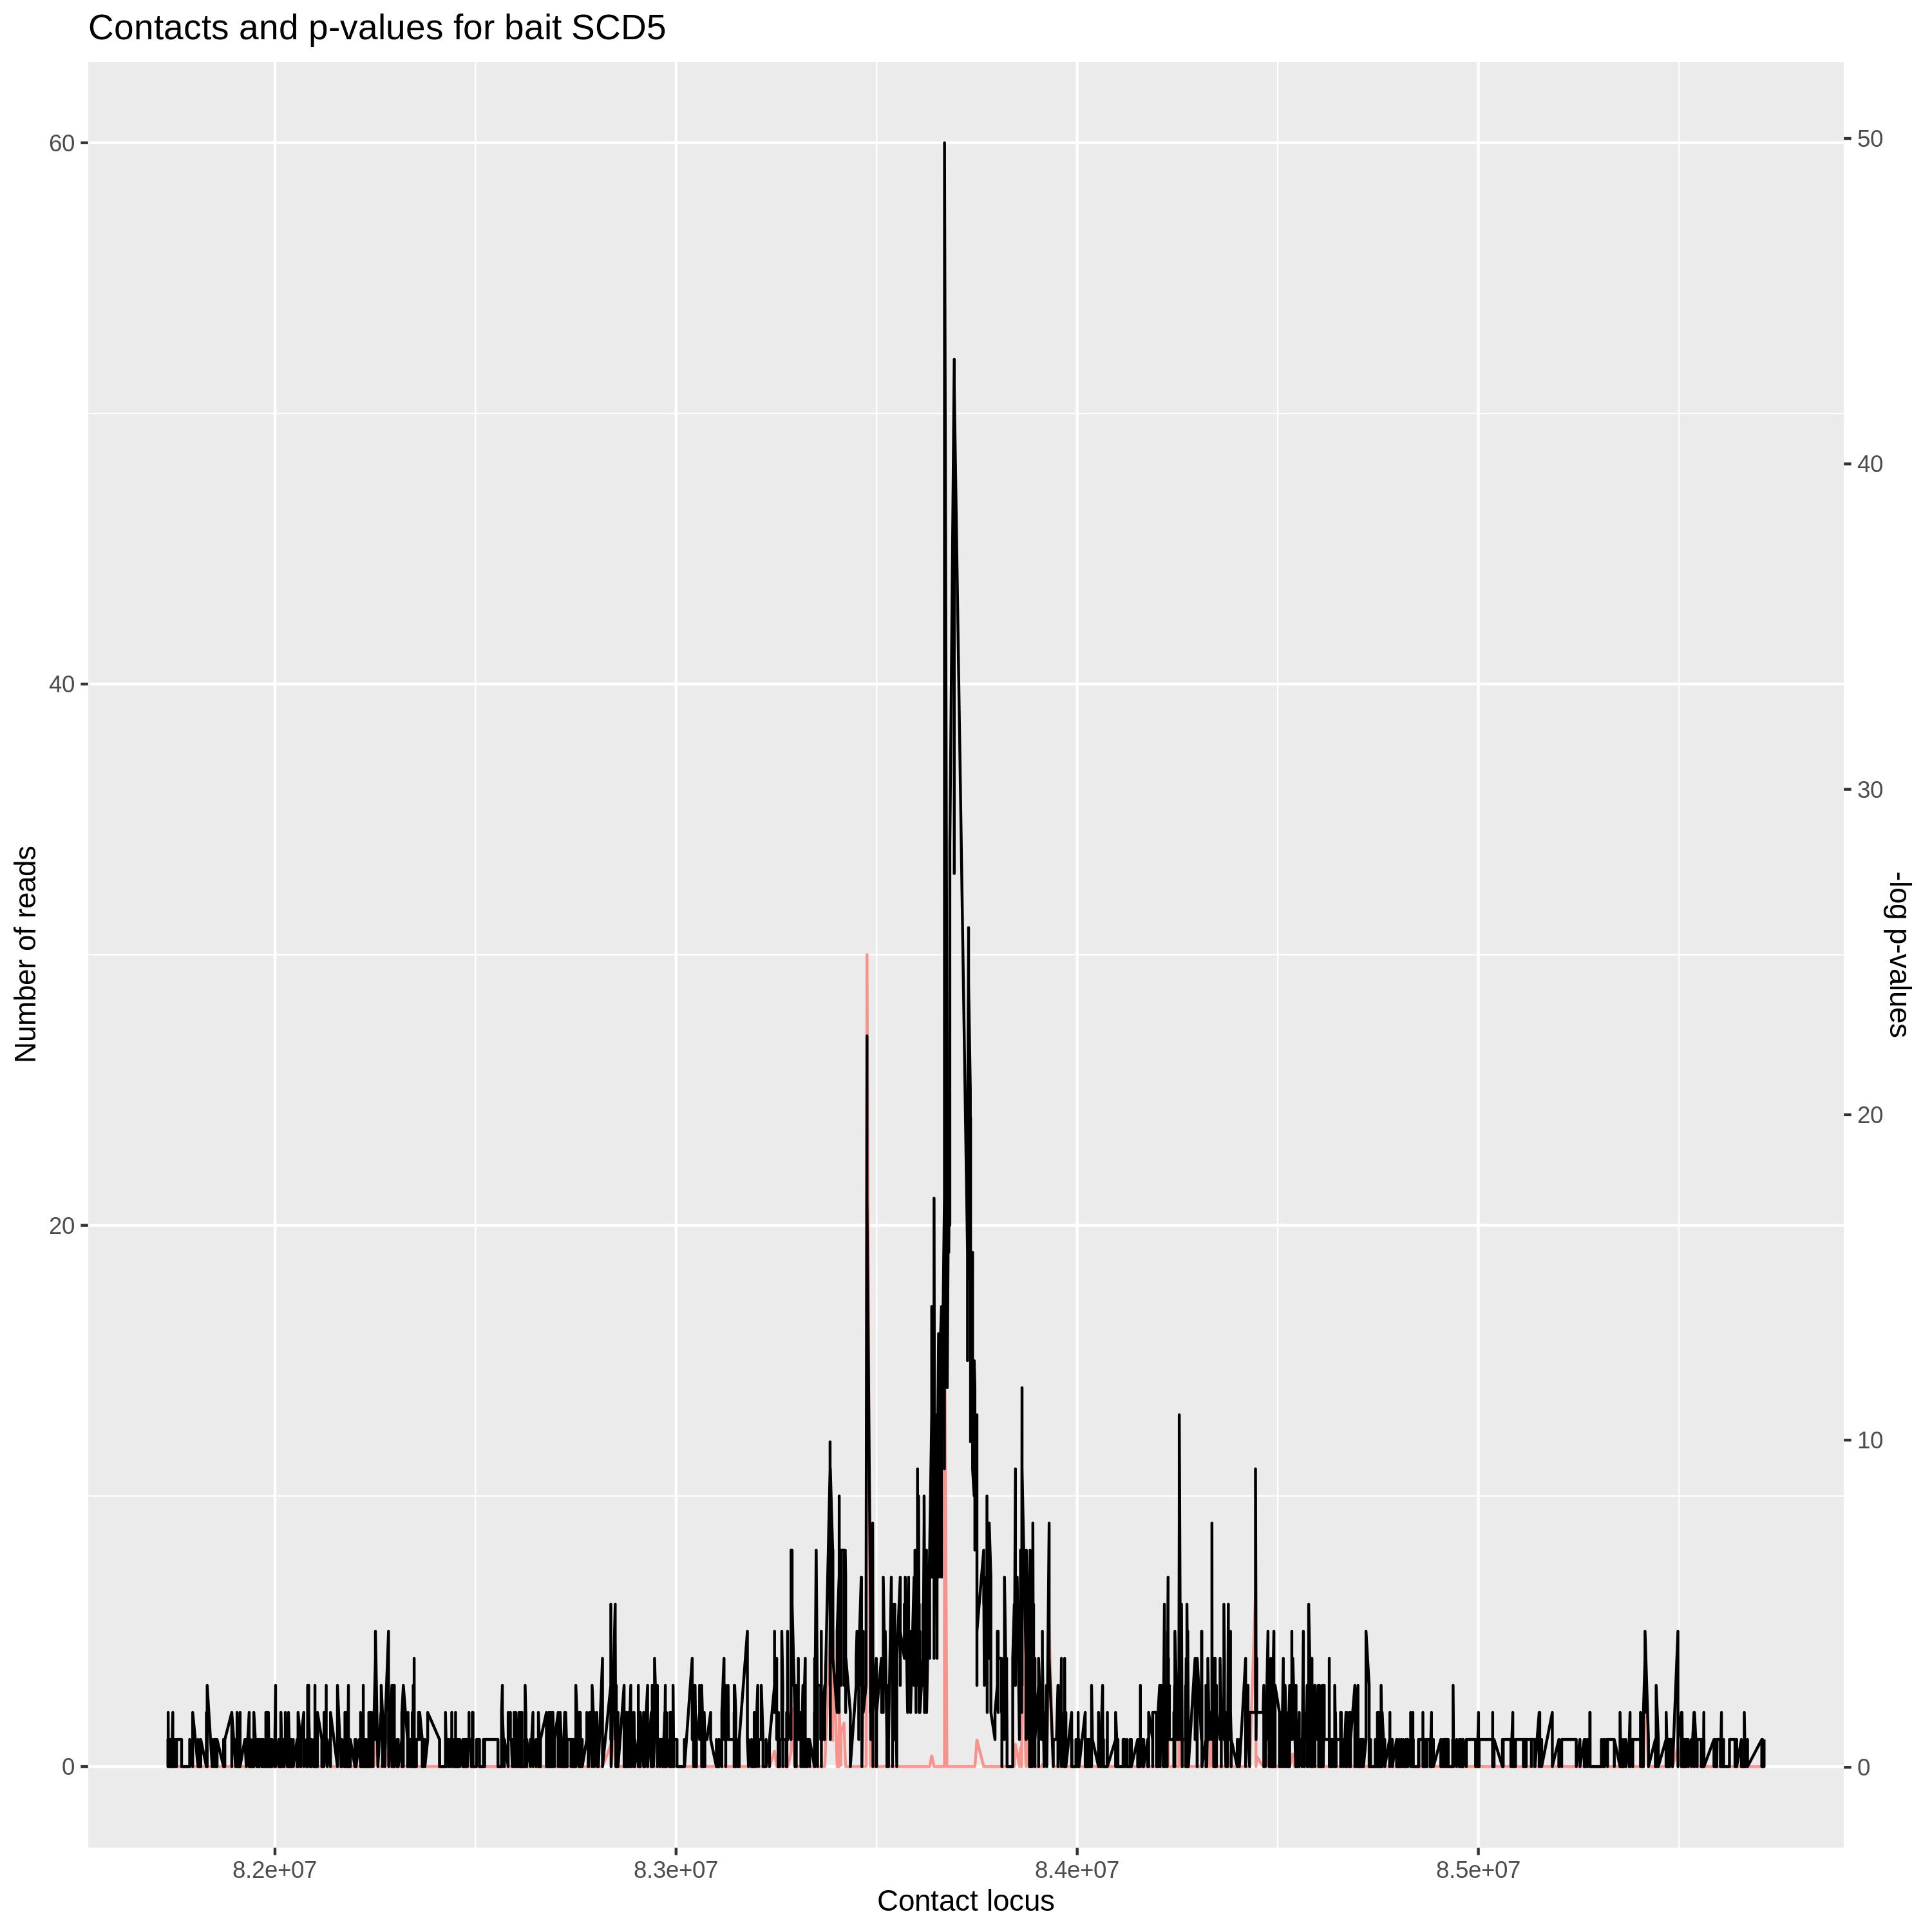 Contacts and p-values for bait SCD5
60
40
20
0
Number of reads
50
40
30
20
10
0
-log p-values
8.2e+07
8.3e+07
8.4e+07
8.5e+07
Contact locus